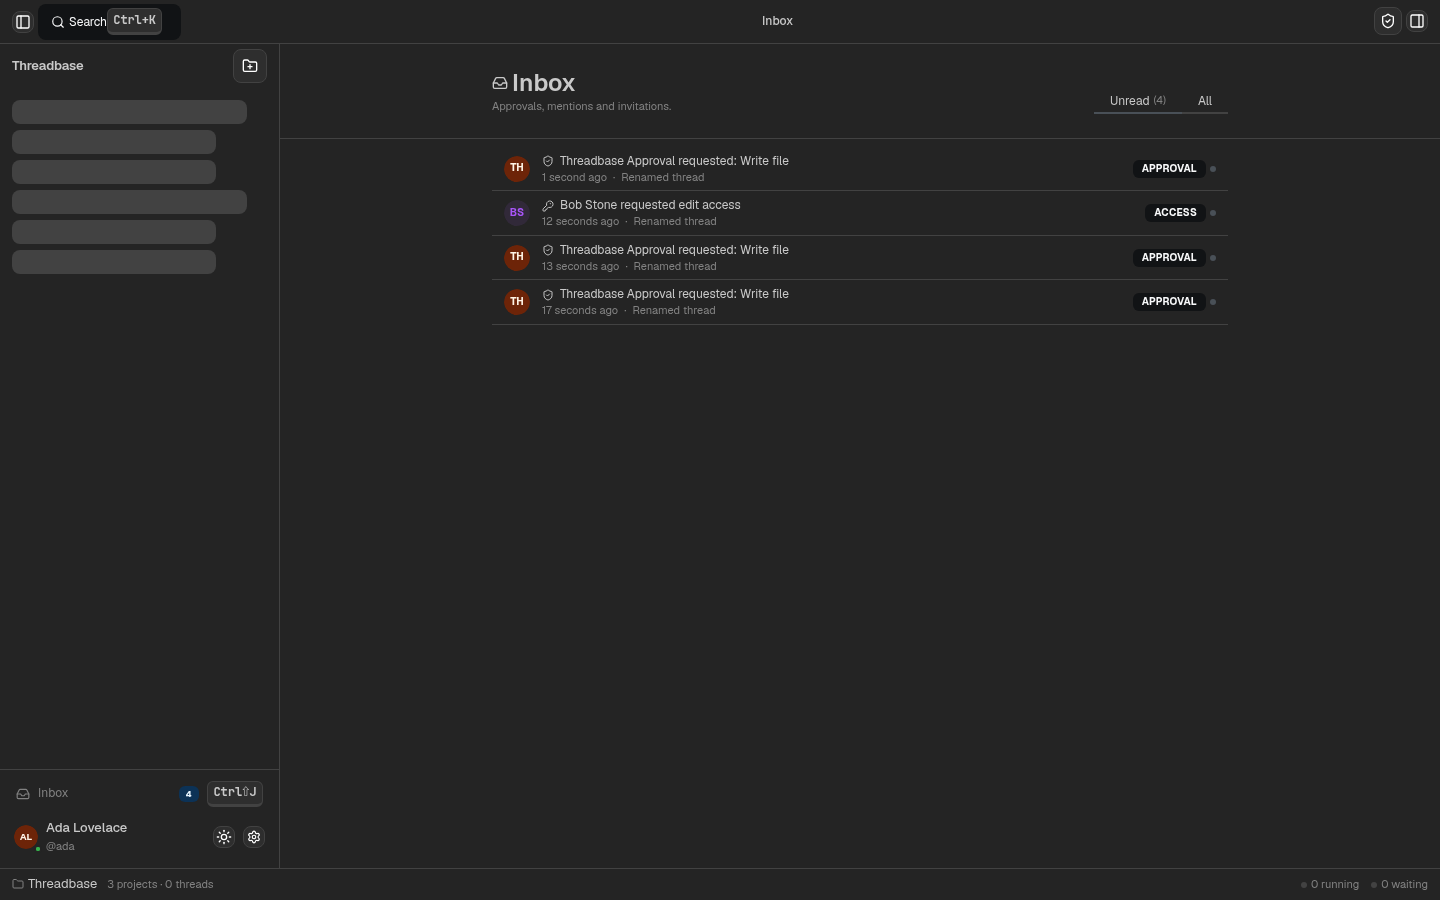 Search Ctrl+K
Inbox
Threadbase
Inbox
Approvals, mentions and invitations.
Unread (4)
All
TH
Threadbase Approval requested: Write file
1 second ago · Renamed thread
APPROVAL
BS
Bob Stone requested edit access
12 seconds ago · Renamed thread
ACCESS
TH
Threadbase Approval requested: Write file
13 seconds ago · Renamed thread
APPROVAL
TH
Threadbase Approval requested: Write file
17 seconds ago · Renamed thread
APPROVAL
Inbox
4
Ctrl⇧J
AL
Ada Lovelace
@ada
Threadbase 3 projects · 0 threads
0 running
0 waiting